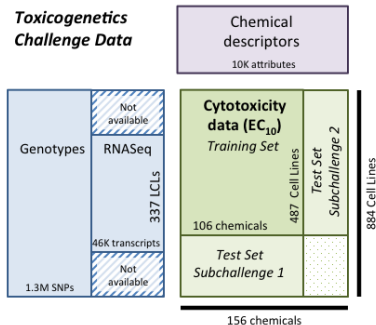 Toxicogenetics
Challenge Data
Chemical
descriptors
10K attributes
Not
available
Genotypes
RNASeq
337 LCLs
46K transcripts
Not
available
1.3M SNPs
Cytotoxicity
data (EC10)
Training Set
487 Cell Lines
106 chemicals
Test Set
Subchallenge 2
Test Set
Subchallenge 1
884 Cell Lines
156 chemicals